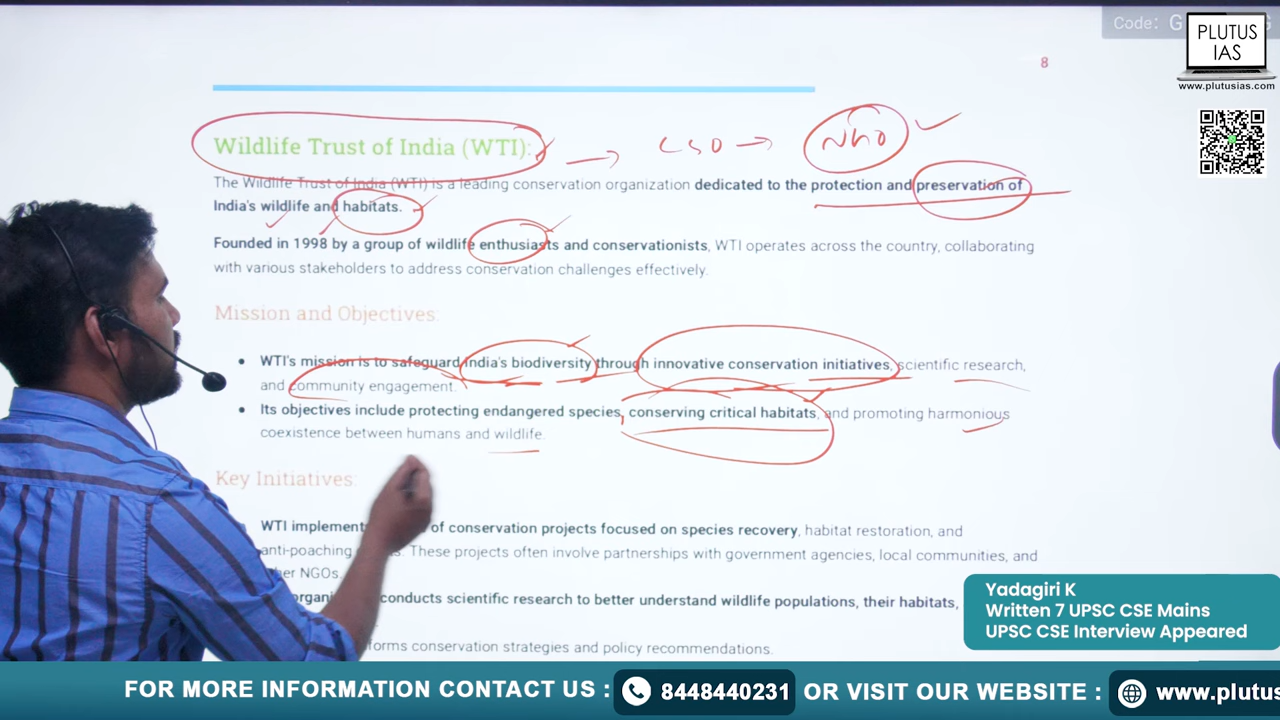 Code: G
G
PLUTUS
IAS
www.plutusias.com
8
Wildlife Trust of India (WTI):
CSO → NGO
The Wildlife Trust of India (WTI) is a leading conservation organization dedicated to the protection and preservation of
India's wildlife and habitats.
Founded in 1998 by a group of wildlife enthusiasts and conservationists, WTI operates across the country, collaborating
with various stakeholders to address conservation challenges effectively.
Mission and Objectives:
• WTI's mission is to safeguard India's biodiversity through innovative conservation initiatives, scientific research,
and community engagement.
• Its objectives include protecting endangered species, conserving critical habitats, and promoting harmonious
coexistence between humans and wildlife.
Key Initiatives:
WTI implement of conservation projects focused on species recovery, habitat restoration, and
anti-poaching These projects often involve partnerships with government agencies, local communities, and
NGOs.
conducts scientific research to better understand wildlife populations, their habitats,
conservation strategies and policy recommendations.
Yadagiri K
Written 7 UPSC CSE Mains
UPSC CSE Interview Appeared
FOR MORE INFORMATION CONTACT US : 8448440231 OR VISIT OUR WEBSITE : www.plutus